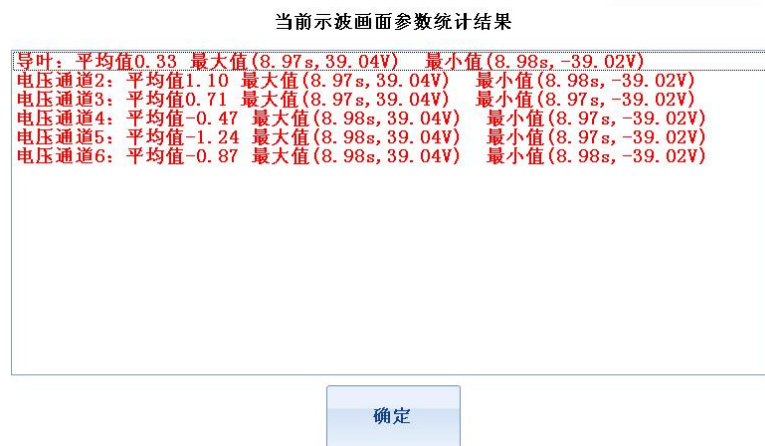 当前示波画面参数统计结果
导叶: 平均值0.33 最大值(8.97s,39.04V) 最小值(8.98s,-39.02V)
电压通道2: 平均值1.10 最大值(8.97s,39.04V) 最小值(8.98s,-39.02V)
电压通道3: 平均值0.71 最大值(8.97s,39.04V) 最小值(8.97s,-39.02V)
电压通道4: 平均值-0.47 最大值(8.98s,39.04V) 最小值(8.97s,-39.02V)
电压通道5: 平均值-1.24 最大值(8.98s,39.04V) 最小值(8.97s,-39.02V)
电压通道6: 平均值-0.87 最大值(8.98s,39.04V) 最小值(8.98s,-39.02V)
确定